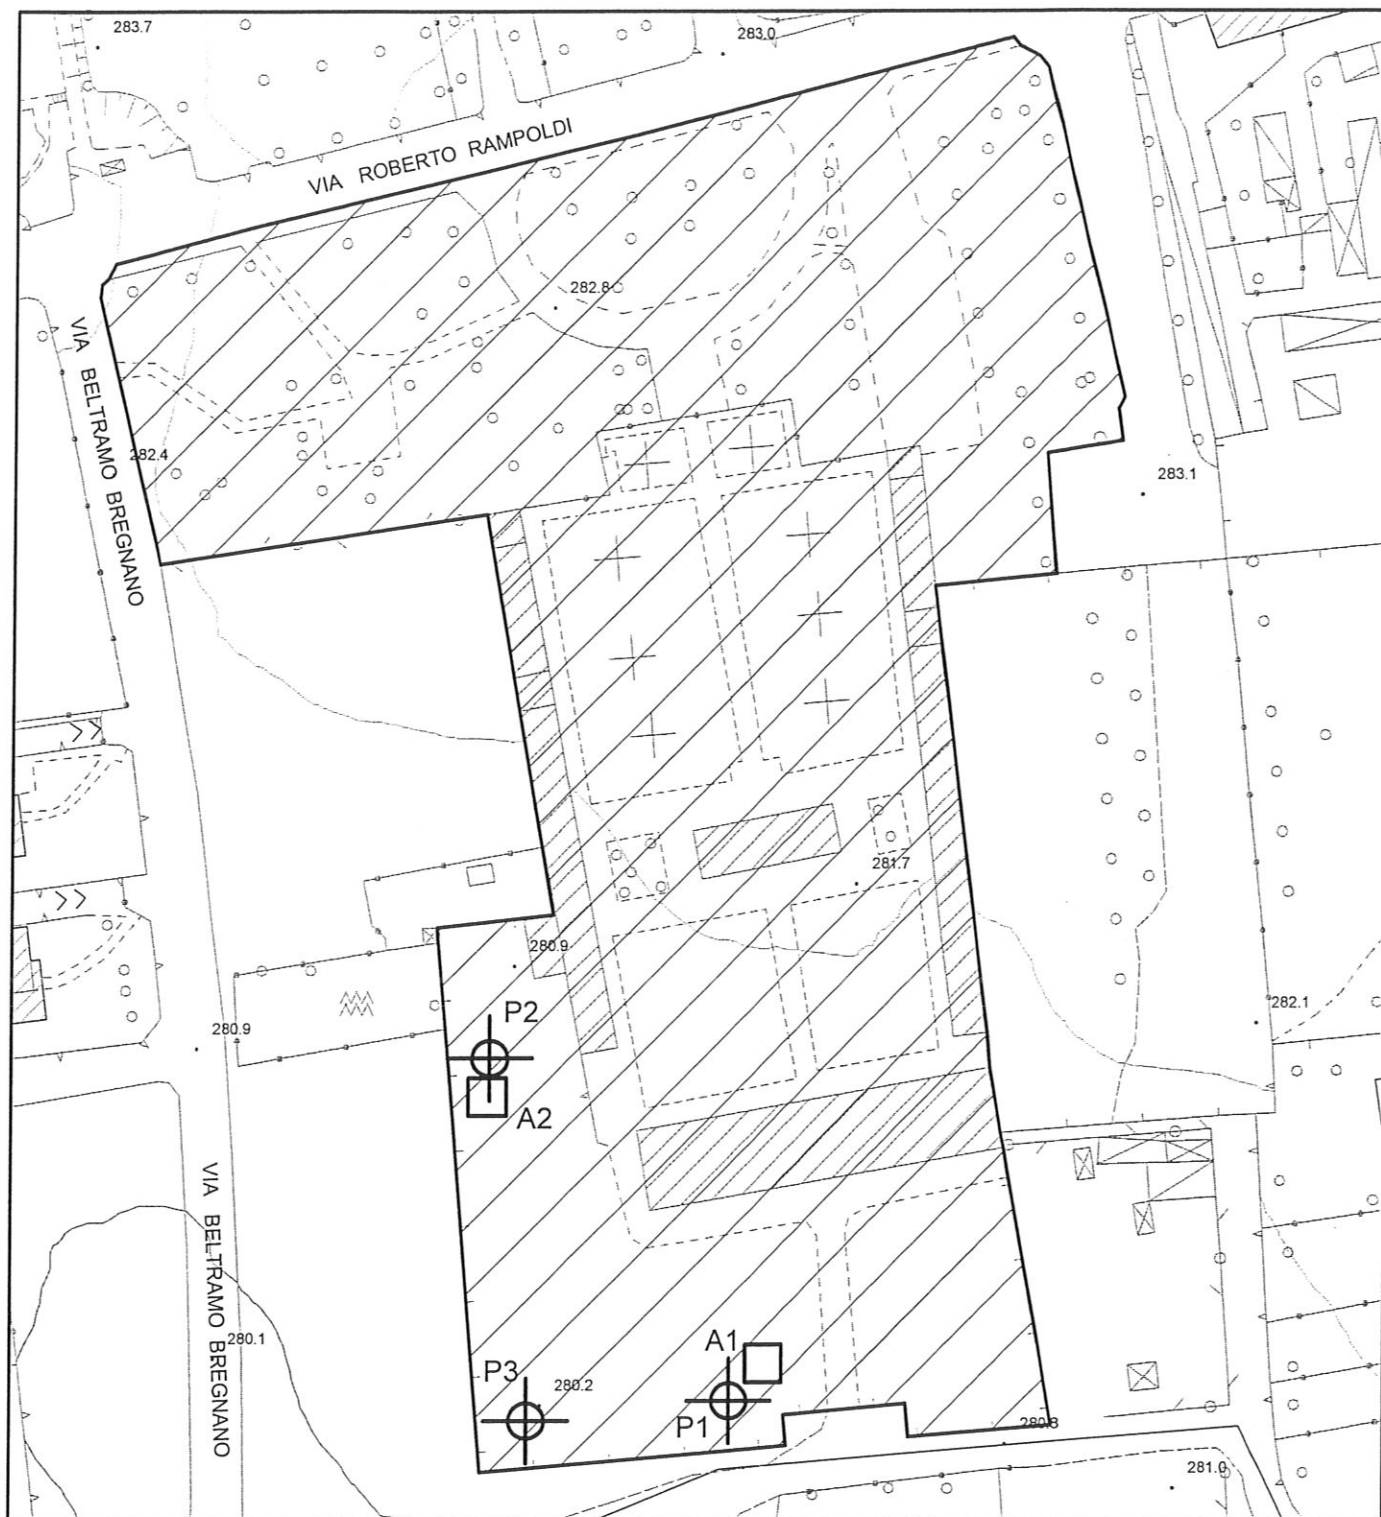 283.7
283.0
VIA ROBERTO RAMPOLDI
282.8
VIA BELTRAMO BREGNANO
282.4
283.1
281.7
280.9
282.1
P2
280.9
A2
VIA BELTRAMO BREGNANO
280.1
A1
P3
280.2
P1
280.8
281.0